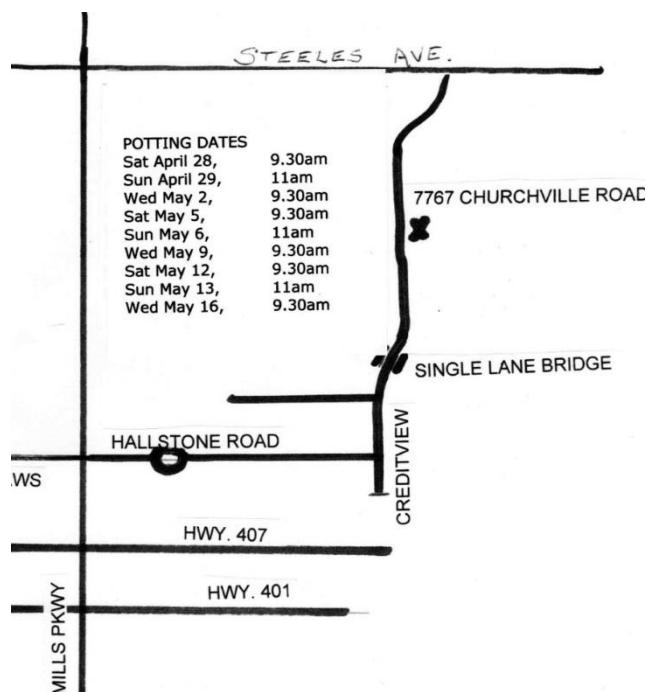 STEELES AVE.
POTTING DATES
Sat April 28, 9.30am
Sun April 29, 11am
Wed May 2, 9.30am
Sat May 5, 9.30am
Sun May 6, 11am
Wed May 9, 9.30am
Sat May 12, 9.30am
Sun May 13, 11am
Wed May 16, 9.30am
7767 CHURCHVILLE ROAD
SINGLE LANE BRIDGE
HALLSTONE ROAD
CREDITVIEW
WS
HWY. 407
HWY. 401
MILLS PKWY